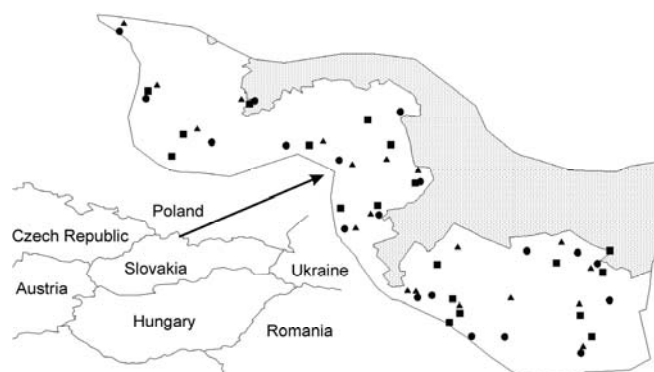 Poland
Czech Republic
Slovakia
Ukraine
Austria
Hungary
Romania